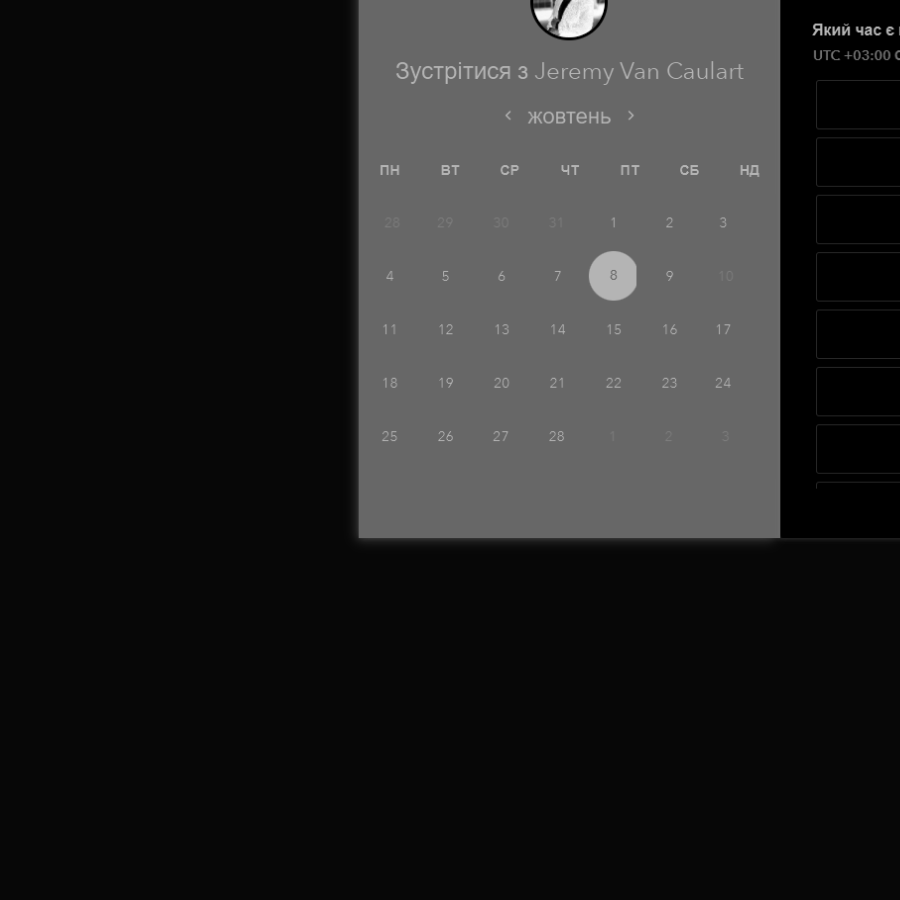 Зустрітися з Jeremy Van Caulart
‹ жовтень ›
ПН ВТ СР ЧТ ПТ СБ НД
28 29 30 31 1 2 3
4 5 6 7 8 9 10
11 12 13 14 15 16 17
18 19 20 21 22 23 24
25 26 27 28 1 2 3
Який час є
UTC +03:00